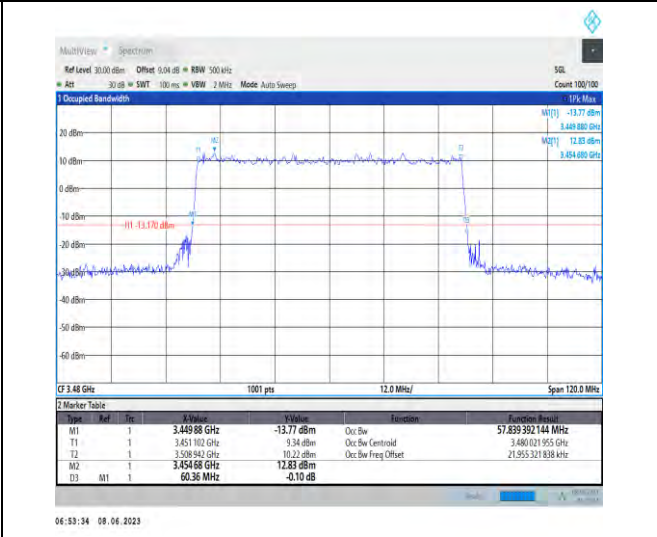 MultiView Spectrum
Ref Level 30.00 dBm Offset 9.04 dB RBW 500 kHz SGL
Att 30 dB SWT 100 ms VBW 2 MHz Mode Auto Sweep Count 100/100
1 Occupied Bandwidth 1Pk Max
M1[1] -13.77 dBm
3.449 880 GHz
M2[1] 12.83 dBm
3.454 680 GHz
20 dBm
M2
T1
T2
10 dBm
0 dBm
-10 dBm
M1
H1 -13.170 dBm
D3
-20 dBm
-30 dBm
-40 dBm
-50 dBm
-60 dBm
CF 3.48 GHz 1001 pts 12.0 MHz/ Span 120.0 MHz
2 Marker Table
Type Ref Trc X-Value Y-Value Function Function Result
M1 1 3.449 88 GHz -13.77 dBm Occ Bw 57.839 392 144 MHz
T1 1 3.451 102 GHz 9.34 dBm Occ Bw Centroid 3.480 021 955 GHz
T2 1 3.508 942 GHz 10.22 dBm Occ Bw Freq Offset 21.955 321 838 kHz
M2 1 3.454 68 GHz 12.83 dBm
D3 M1 1 60.36 MHz -0.10 dB
06:53:34 08.06.2023